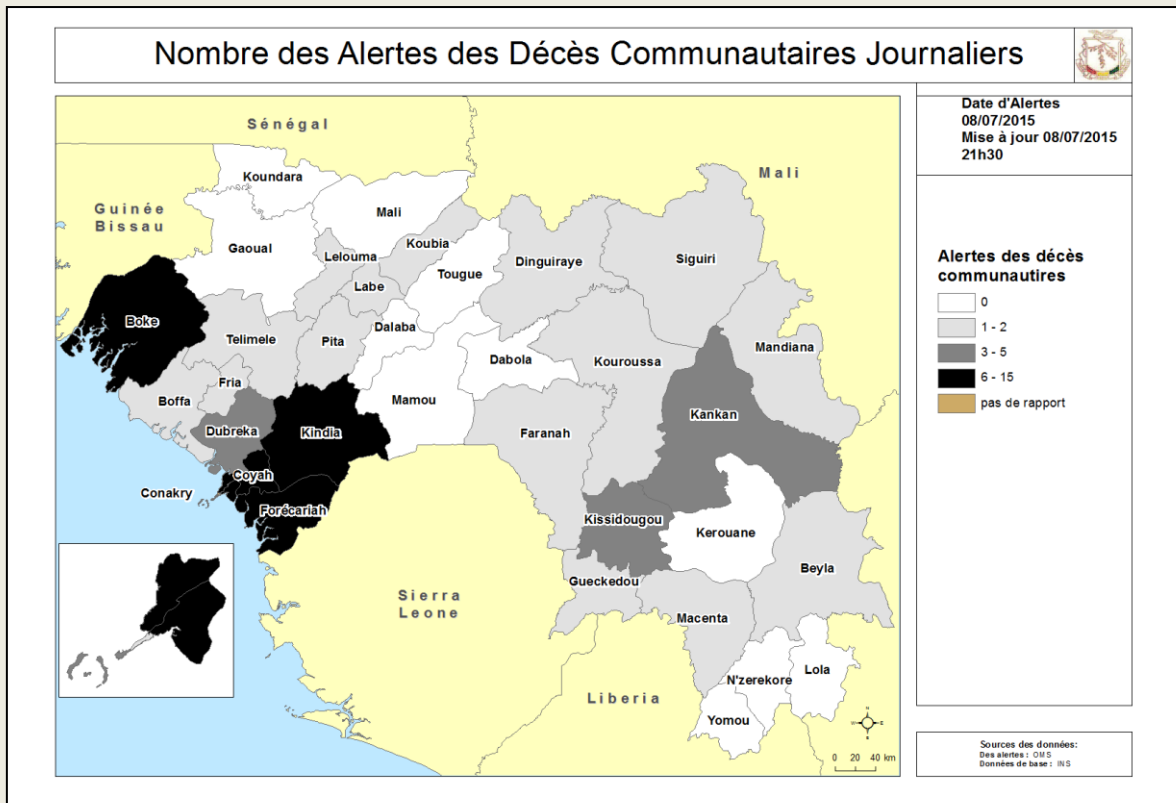 Nombre des Alertes des Décès Communautaires Journaliers
Date d'Alertes
08/07/2015
Mise à jour 08/07/2015
21h30
Sénégal
Mali
Guinée
Bissau
Koundara
Mali
Gaoual
Koubia
Lelouma
Tougue
Dinguiraye
Siguiri
Labe
Boke
Telimele
Pita
Dalaba
Dabola
Kouroussa
Mandiana
Fria
Boffa
Mamou
Kankan
Dubreka
Kindia
Faranah
Coyah
Conakry
Forécariah
Kissidougou
Kerouane
Beyla
Gueckedou
Sierra
Leone
Macenta
Lola
N'zerekore
Liberia
Yomou
N
W
E
S
0
20
40 km
Alertes des décès
communautires
0
1 - 2
3 - 5
6 - 15
pas de rapport
Sources des données:
Des alertes : OMS
Données de base : INS